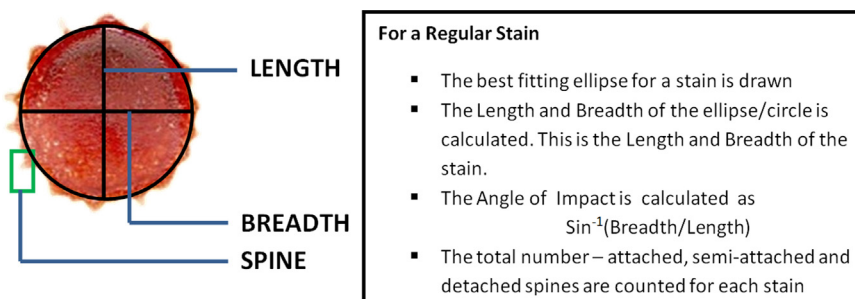 LENGTH
BREADTH
SPINE
For a Regular Stain
▪ The best fitting ellipse for a stain is drawn
▪ The Length and Breadth of the ellipse/circle is
calculated. This is the Length and Breadth of the
stain.
▪ The Angle of Impact is calculated as
Sin⁻¹(Breadth/Length)
▪ The total number – attached, semi-attached and
detached spines are counted for each stain